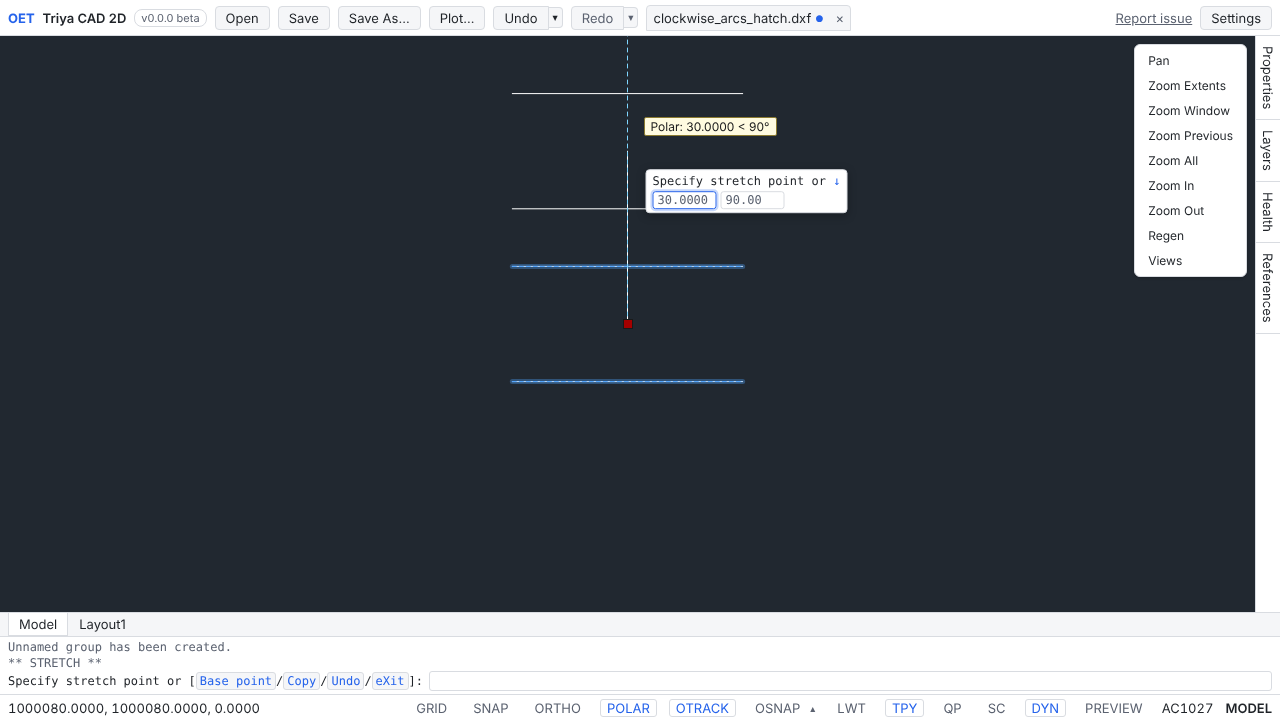 OET Triya CAD 2D v0.0.0 beta Open Save Save As... Plot... Undo ▾ Redo ▾ clockwise_arcs_hatch.dxf ● × Report issue Settings
Pan
Zoom Extents
Zoom Window
Zoom Previous
Zoom All
Zoom In
Zoom Out
Regen
Views
Properties
Layers
Health
References
Polar: 30.0000 < 90°
Specify stretch point or ↓
30.0000 90.00
Model Layout1
Unnamed group has been created.
** STRETCH **
Specify stretch point or [Base point/Copy/Undo/eXit]:
1000080.0000, 1000080.0000, 0.0000 GRID SNAP ORTHO POLAR OTRACK OSNAP ▴ LWT TPY QP SC DYN PREVIEW AC1027 MODEL